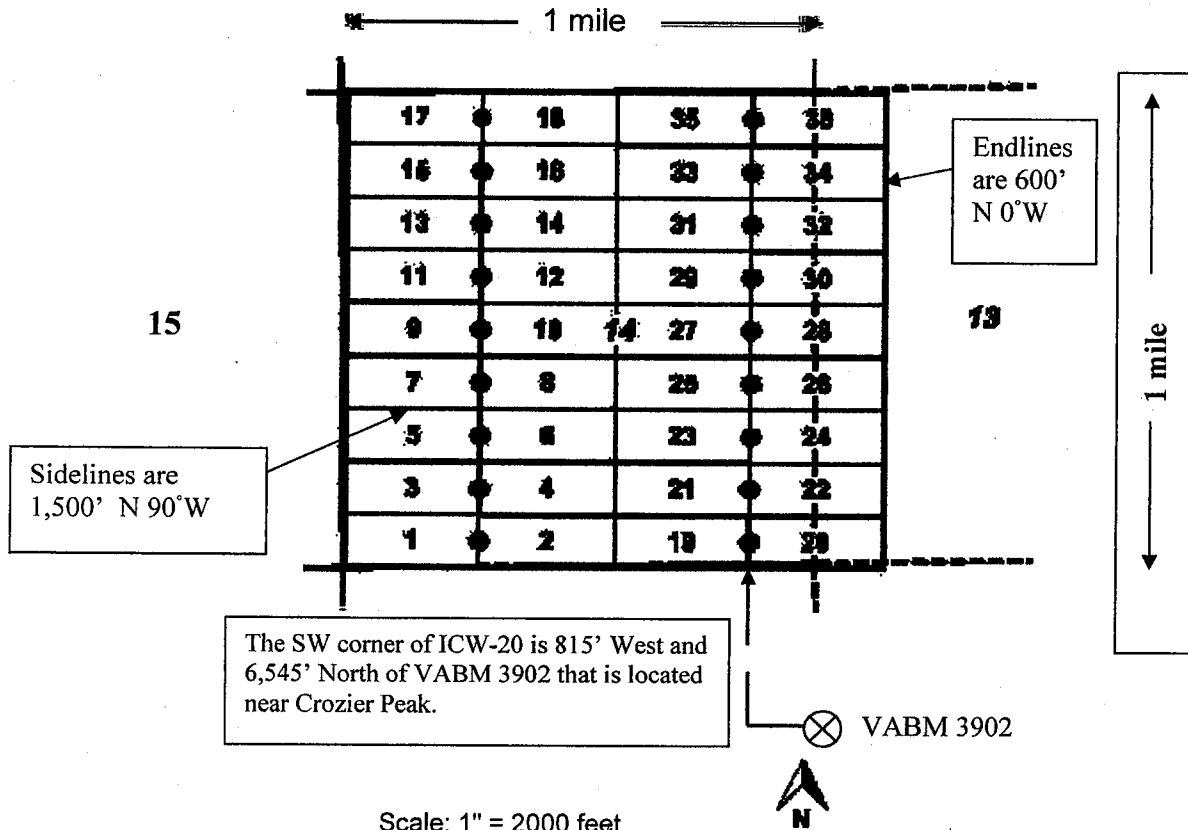 1 mile
17 18 35 36
15 16 33 34
13 14 31 32
11 12 29 30
15
9 10 14 27 28
13
7 8 25 26
5 6 23 24
3 4 21 22
1 2 19 20
Endlines
are 600'
N 0°W
1 mile
Sidelines are
1,500' N 90°W
The SW corner of ICW-20 is 815' West and
6,545' North of VABM 3902 that is located
near Crozier Peak.
VABM 3902
N
Scale: 1" = 2000 feet